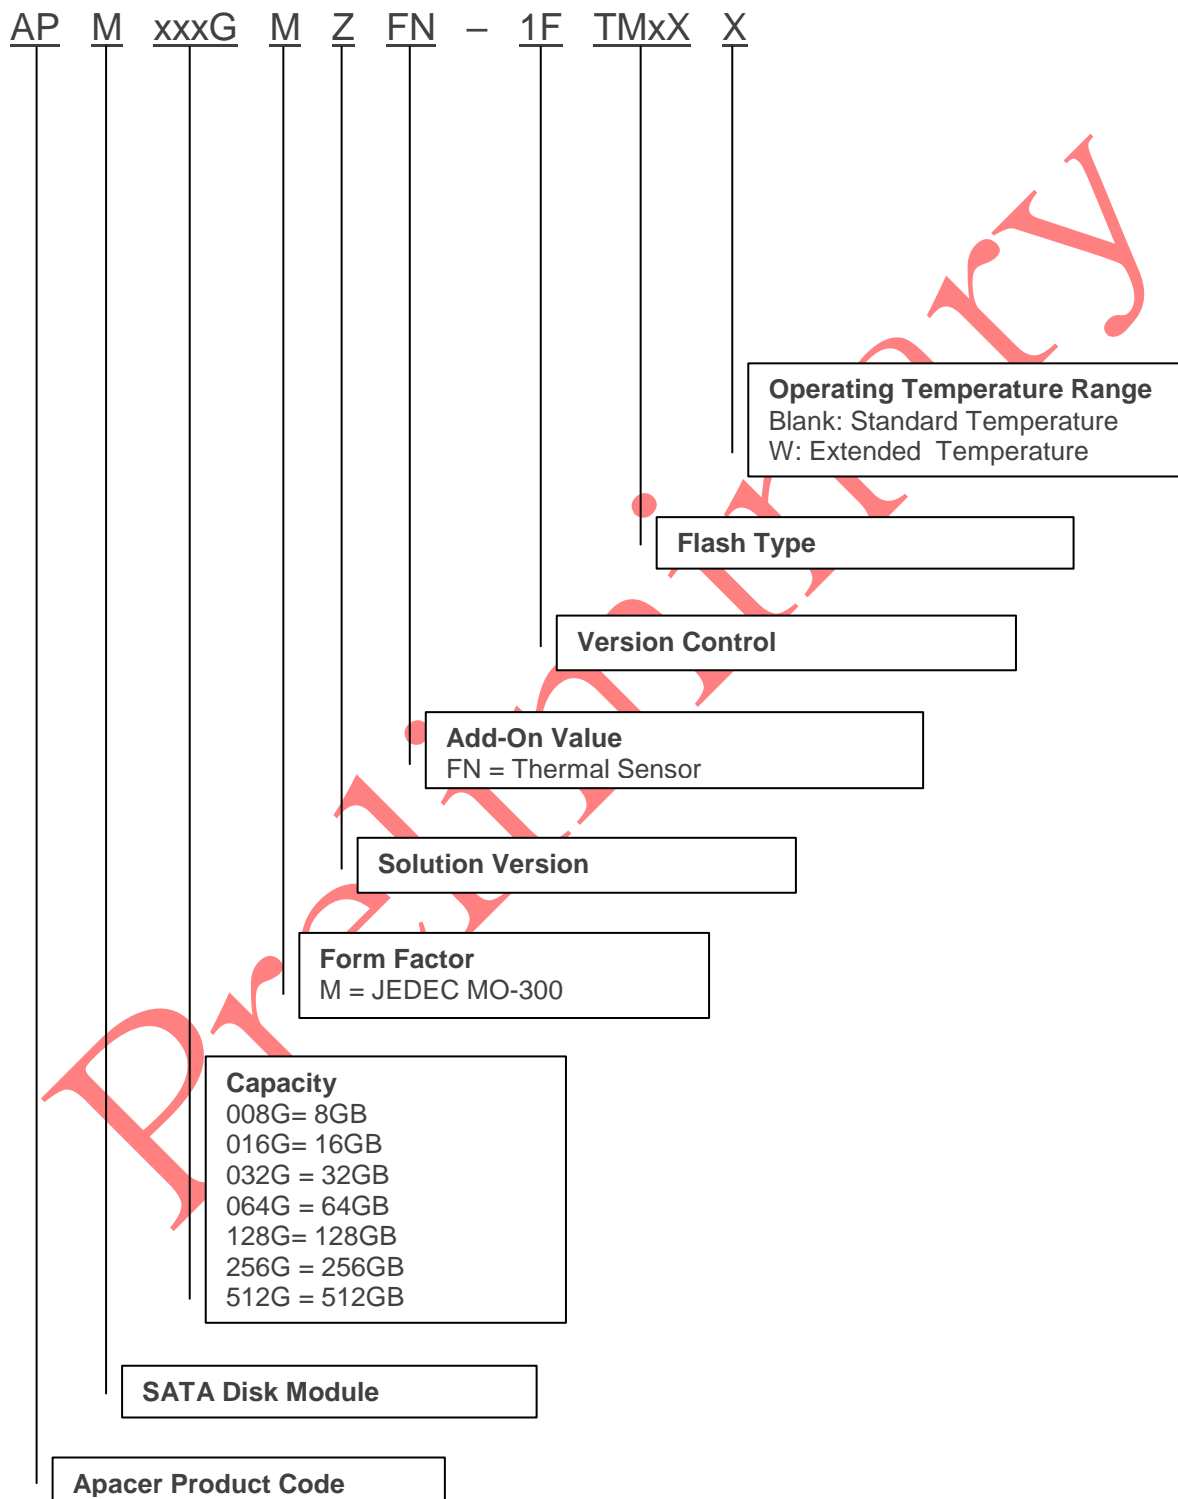 AP M xxxG M Z FN – 1F TMxX X
Operating Temperature Range
Blank: Standard Temperature
W: Extended Temperature
Flash Type
Version Control
Add-On Value
FN = Thermal Sensor
Solution Version
Form Factor
M = JEDEC MO-300
Capacity
008G= 8GB
016G= 16GB
032G = 32GB
064G = 64GB
128G= 128GB
256G = 256GB
512G = 512GB
SATA Disk Module
Apacer Product Code
Preliminary